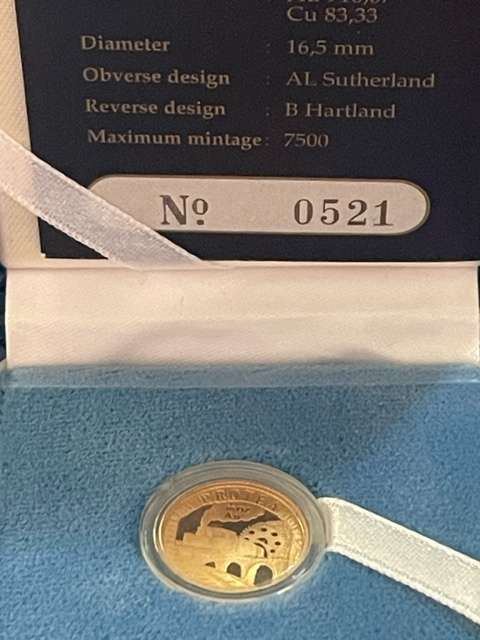 Cu 83,33
Diameter : 16,5 mm
Obverse design : AL Sutherland
Reverse design : B Hartland
Maximum mintage: 7500
Nº 0521